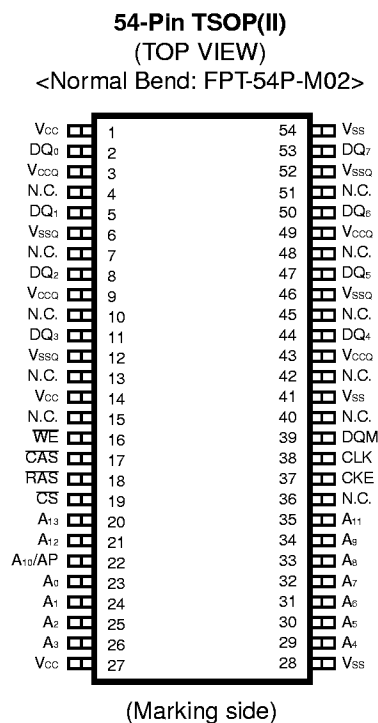 54-Pin TSOP(II)
(TOP VIEW)
<Normal Bend: FPT-54P-M02>
VCC 1 54 VSS
DQ0 2 53 DQ7
VCCQ 3 52 VSSQ
N.C. 4 51 N.C.
DQ1 5 50 DQ6
VSSQ 6 49 VCCQ
N.C. 7 48 N.C.
DQ2 8 47 DQ5
VCCQ 9 46 VSSQ
N.C. 10 45 N.C.
DQ3 11 44 DQ4
VSSQ 12 43 VCCQ
N.C. 13 42 N.C.
VCC 14 41 VSS
N.C. 15 40 N.C.
W̅E̅ 16 39 DQM
C̅A̅S̅ 17 38 CLK
R̅A̅S̅ 18 37 CKE
C̅S̅ 19 36 N.C.
A13 20 35 A11
A12 21 34 A9
A10/AP 22 33 A8
A0 23 32 A7
A1 24 31 A6
A2 25 30 A5
A3 26 29 A4
VCC 27 28 VSS
(Marking side)